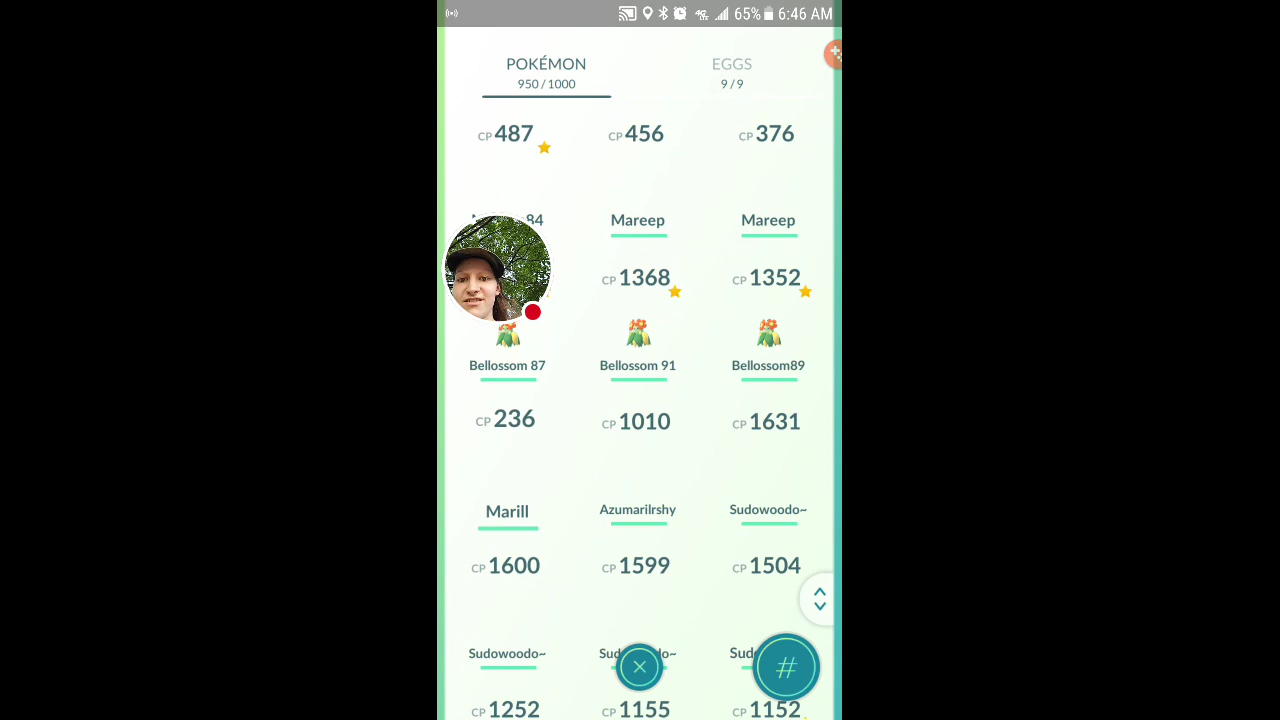 65% 6:46 AM
POKÉMON EGGS
950 / 1000 9 / 9
CP 487 CP 456 CP 376
84 Mareep Mareep
CP 1368 CP 1352
Bellossom 87 Bellossom 91 Bellossom89
CP 236 CP 1010 CP 1631
Marill Azumarilrshy Sudowoodo~
CP 1600 CP 1599 CP 1504
Sudowoodo~
CP 1252 CP 1155 CP 1152